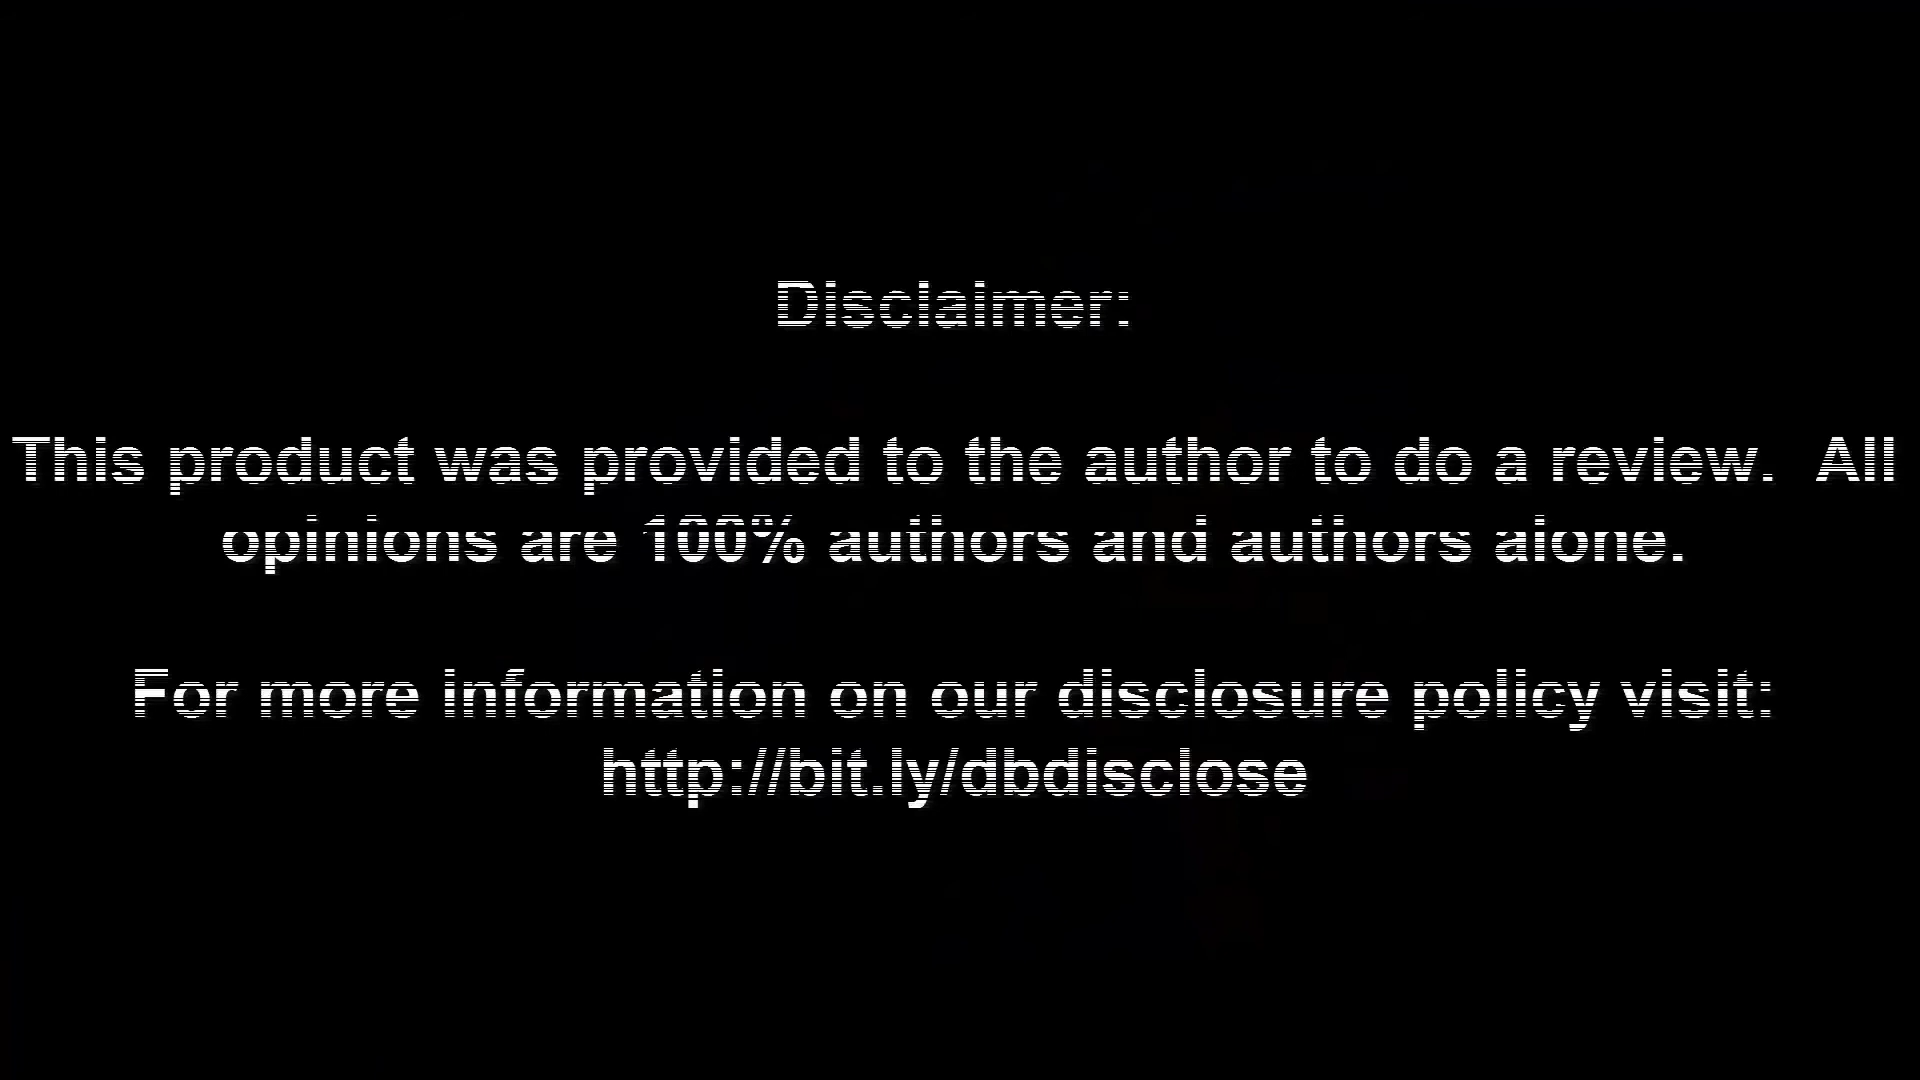 Disclaimer:
This product was provided to the author to do a review.  All
opinions are 100% authors and authors alone.
For more information on our disclosure policy visit:
http://bit.ly/dbdisclose